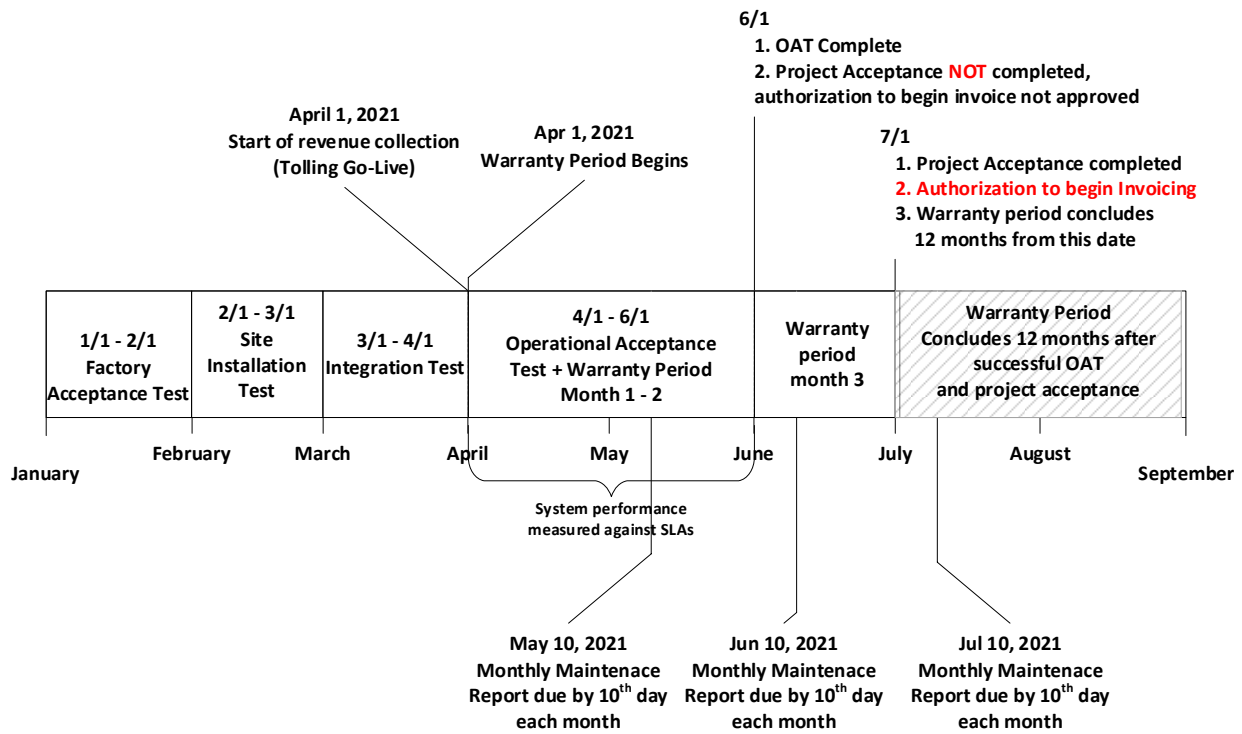 6/1
1. OAT Complete
2. Project Acceptance NOT completed,
authorization to begin invoice not approved
April 1, 2021
Start of revenue collection
(Tolling Go-Live)
Apr 1, 2021
Warranty Period Begins
7/1
1. Project Acceptance completed
2. Authorization to begin Invoicing
3. Warranty period concludes
12 months from this date
1/1 - 2/1
Factory
Acceptance Test
2/1 - 3/1
Site
Installation
Test
3/1 - 4/1
Integration Test
4/1 - 6/1
Operational Acceptance
Test + Warranty Period
Month 1 - 2
Warranty
period
month 3
Warranty Period
Concludes 12 months after
successful OAT
and project acceptance
January
February
March
April
May
June
July
August
September
System performance
measured against SLAs
May 10, 2021
Monthly Maintenace
Report due by 10th day
each month
Jun 10, 2021
Monthly Maintenace
Report due by 10th day
each month
Jul 10, 2021
Monthly Maintenace
Report due by 10th day
each month